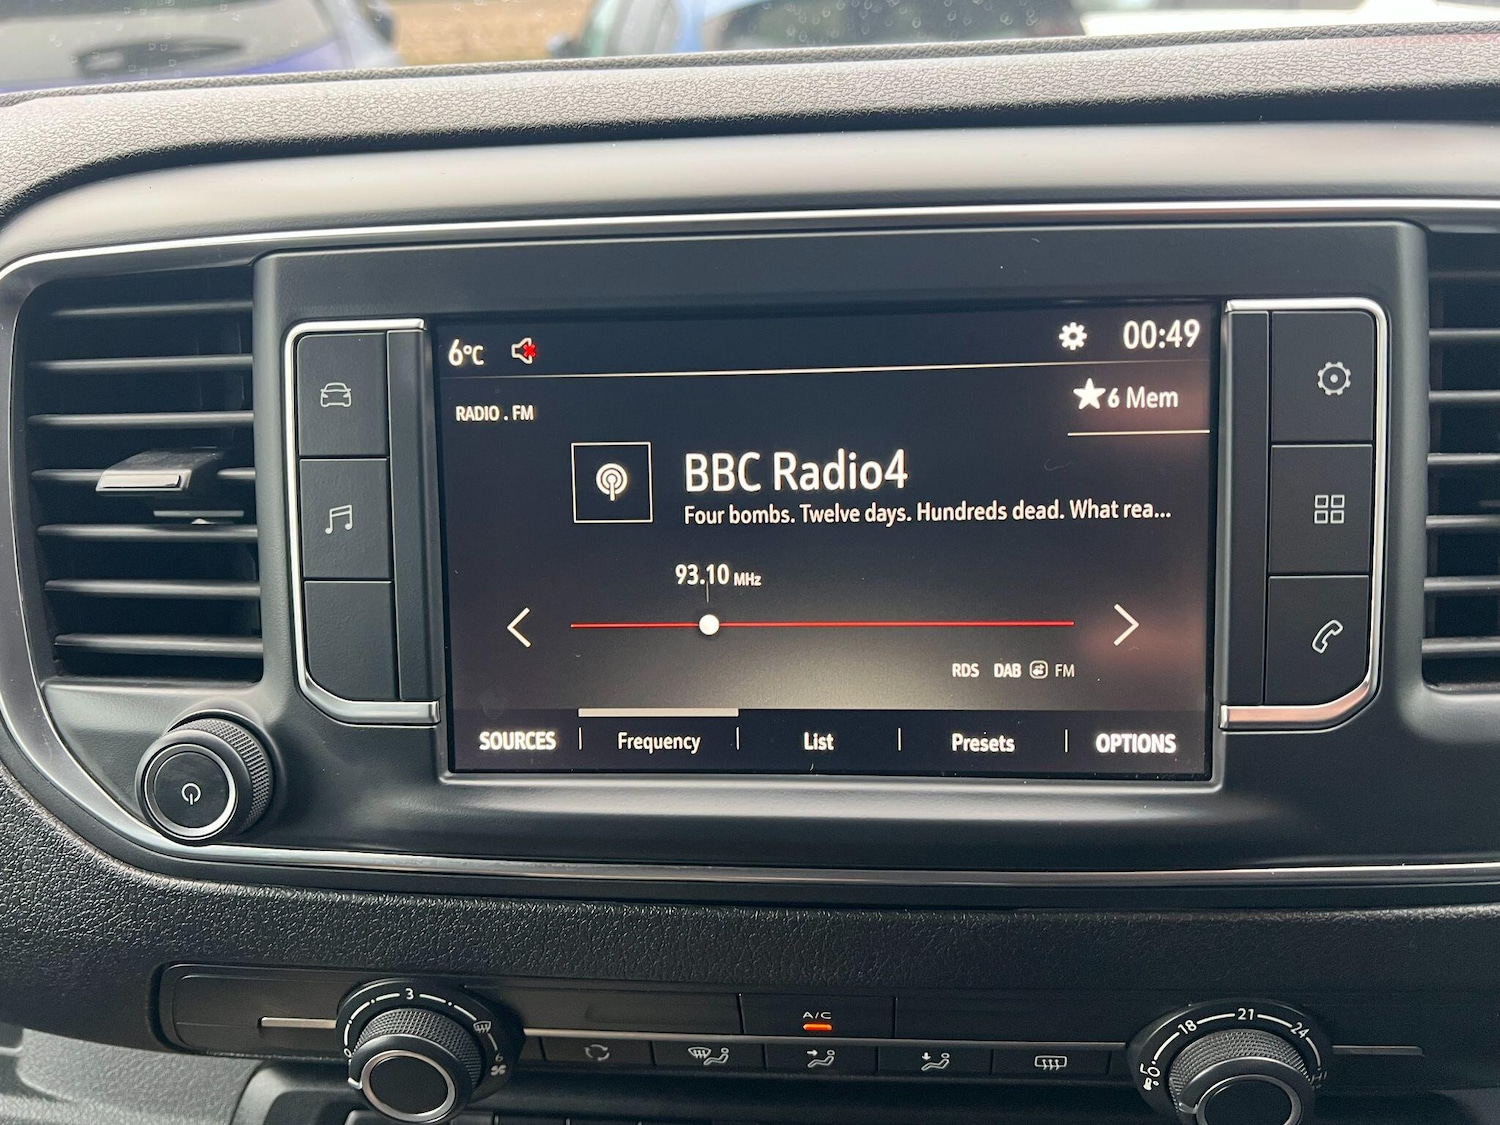 6°C
00:49
6 Mem
RADIO . FM
BBC Radio4
Four bombs. Twelve days. Hundreds dead. What rea...
93.10 MHz
RDS DAB FM
SOURCES Frequency List Presets OPTIONS
3
6
A/C
18 21 24